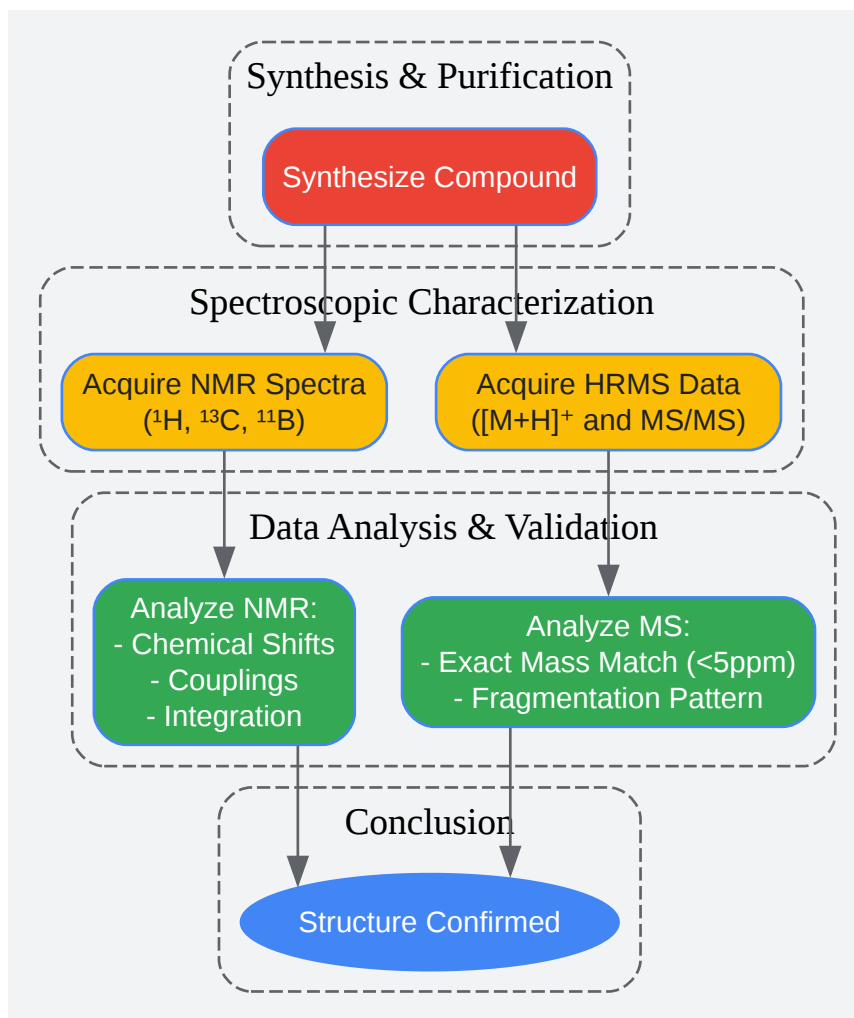 Synthesis & Purification
Synthesize Compound
Spectroscopic Characterization
Acquire NMR Spectra
(¹H, ¹³C, ¹¹B)
Acquire HRMS Data
([M+H]⁺ and MS/MS)
Data Analysis & Validation
Analyze NMR:
- Chemical Shifts
- Couplings
- Integration
Analyze MS:
- Exact Mass Match (<5ppm)
- Fragmentation Pattern
Conclusion
Structure Confirmed